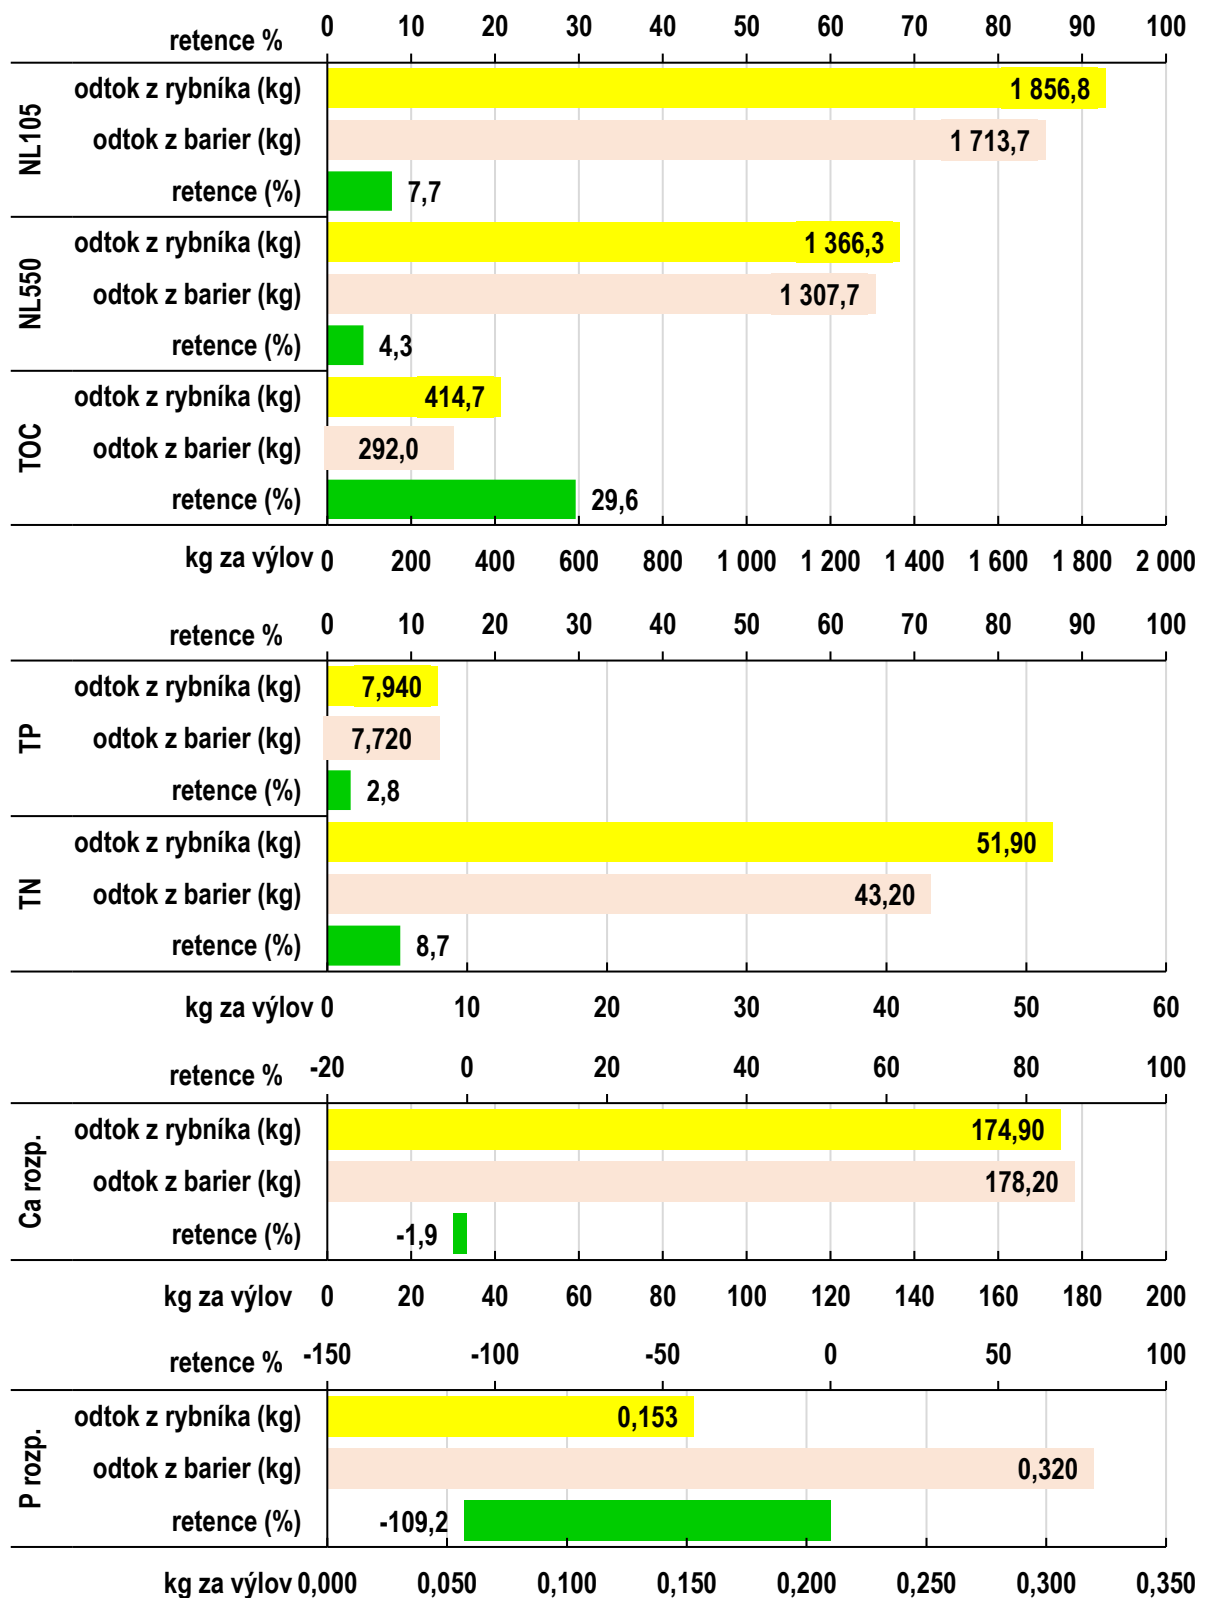 retence % 0 10 20 30 40 50 60 70 80 90 100
NL105
odtok z rybníka (kg) 1 856,8
odtok z barier (kg) 1 713,7
retence (%) 7,7
NL550
odtok z rybníka (kg) 1 366,3
odtok z barier (kg) 1 307,7
retence (%) 4,3
TOC
odtok z rybníka (kg) 414,7
odtok z barier (kg) 292,0
retence (%) 29,6
kg za výlov 0 200 400 600 800 1 000 1 200 1 400 1 600 1 800 2 000
retence % 0 10 20 30 40 50 60 70 80 90 100
TP
odtok z rybníka (kg) 7,940
odtok z barier (kg) 7,720
retence (%) 2,8
TN
odtok z rybníka (kg) 51,90
odtok z barier (kg) 43,20
retence (%) 8,7
kg za výlov 0 10 20 30 40 50 60
retence % -20 0 20 40 60 80 100
Ca rozp.
odtok z rybníka (kg) 174,90
odtok z barier (kg) 178,20
retence (%) -1,9
kg za výlov 0 20 40 60 80 100 120 140 160 180 200
retence % -150 -100 -50 0 50 100
P rozp.
odtok z rybníka (kg) 0,153
odtok z barier (kg) 0,320
retence (%) -109,2
kg za výlov 0,000 0,050 0,100 0,150 0,200 0,250 0,300 0,350